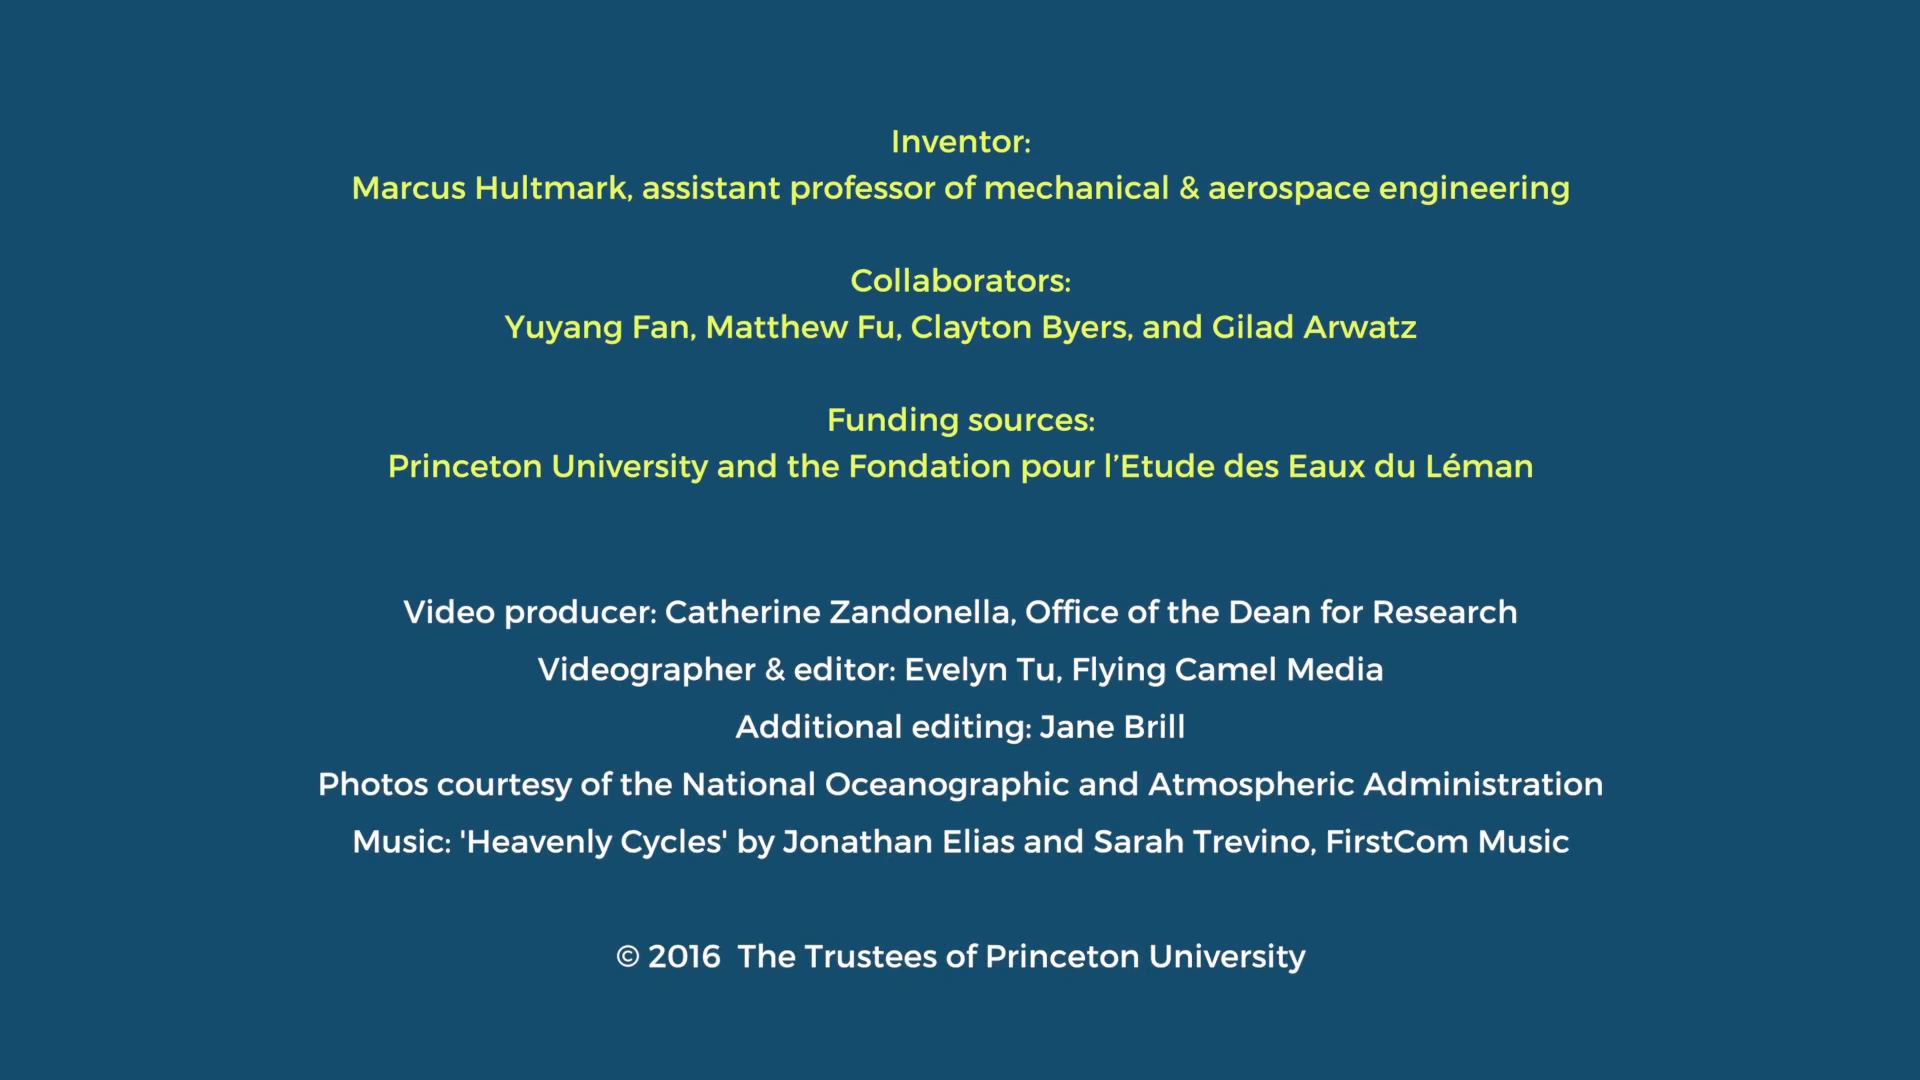 Inventor:
Marcus Hultmark, assistant professor of mechanical & aerospace engineering
Collaborators:
Yuyang Fan, Matthew Fu, Clayton Byers, and Gilad Arwatz
Funding sources:
Princeton University and the Fondation pour l’Etude des Eaux du Léman
Video producer: Catherine Zandonella, Office of the Dean for Research
Videographer & editor: Evelyn Tu, Flying Camel Media
Additional editing: Jane Brill
Photos courtesy of the National Oceanographic and Atmospheric Administration
Music: 'Heavenly Cycles' by Jonathan Elias and Sarah Trevino, FirstCom Music
© 2016 The Trustees of Princeton University